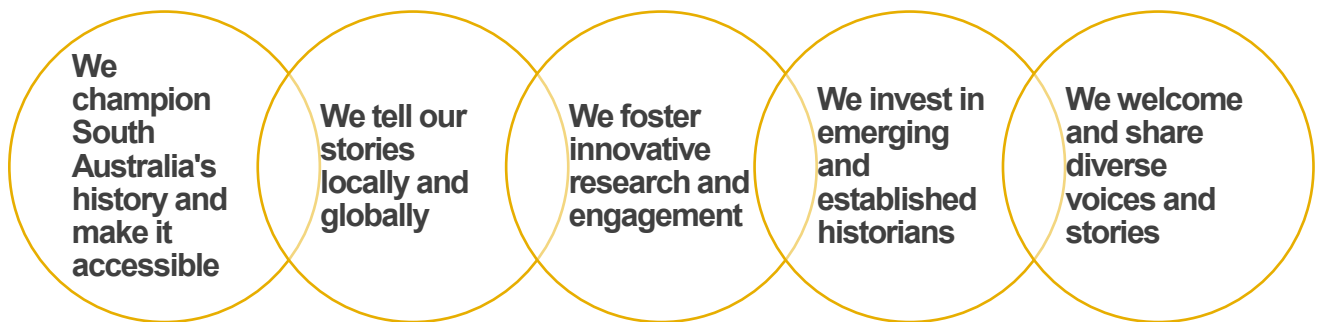 We
champion
South
Australia's
history and
make it
accessible
We tell our
stories
locally and
globally
We foster
innovative
research and
engagement
We invest in
emerging
and
established
historians
We welcome
and share
diverse
voices and
stories